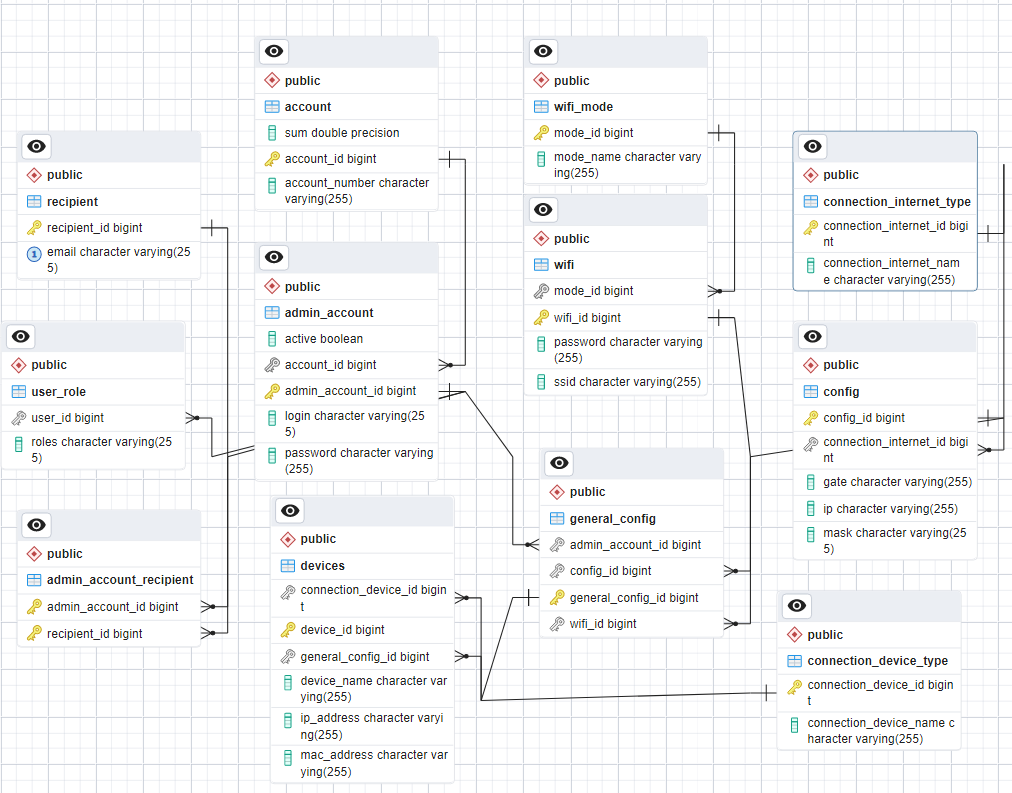 public
account
sum double precision
account_id bigint
account_number character
varying(255)
public
wifi_mode
mode_id bigint
mode_name character vary
ing(255)
public
recipient
recipient_id bigint
1
email character varying(25
5)
public
connection_internet_type
connection_internet_id bigi
nt
connection_internet_nam
e character varying(255)
public
admin_account
active boolean
account_id bigint
admin_account_id bigint
login character varying(25
5)
password character varying
(255)
public
wifi
mode_id bigint
wifi_id bigint
password character varying
(255)
ssid character varying(255)
public
user_role
user_id bigint
roles character varying(25
5)
public
config
config_id bigint
connection_internet_id bigi
nt
gate character varying(255)
ip character varying(255)
mask character varying(25
5)
public
general_config
admin_account_id bigint
config_id bigint
general_config_id bigint
wifi_id bigint
public
admin_account_recipient
admin_account_id bigint
recipient_id bigint
public
devices
connection_device_id bigin
t
device_id bigint
general_config_id bigint
device_name character var
ying(255)
ip_address character varyi
ng(255)
mac_address character var
ying(255)
public
connection_device_type
connection_device_id bigin
t
connection_device_name c
haracter varying(255)